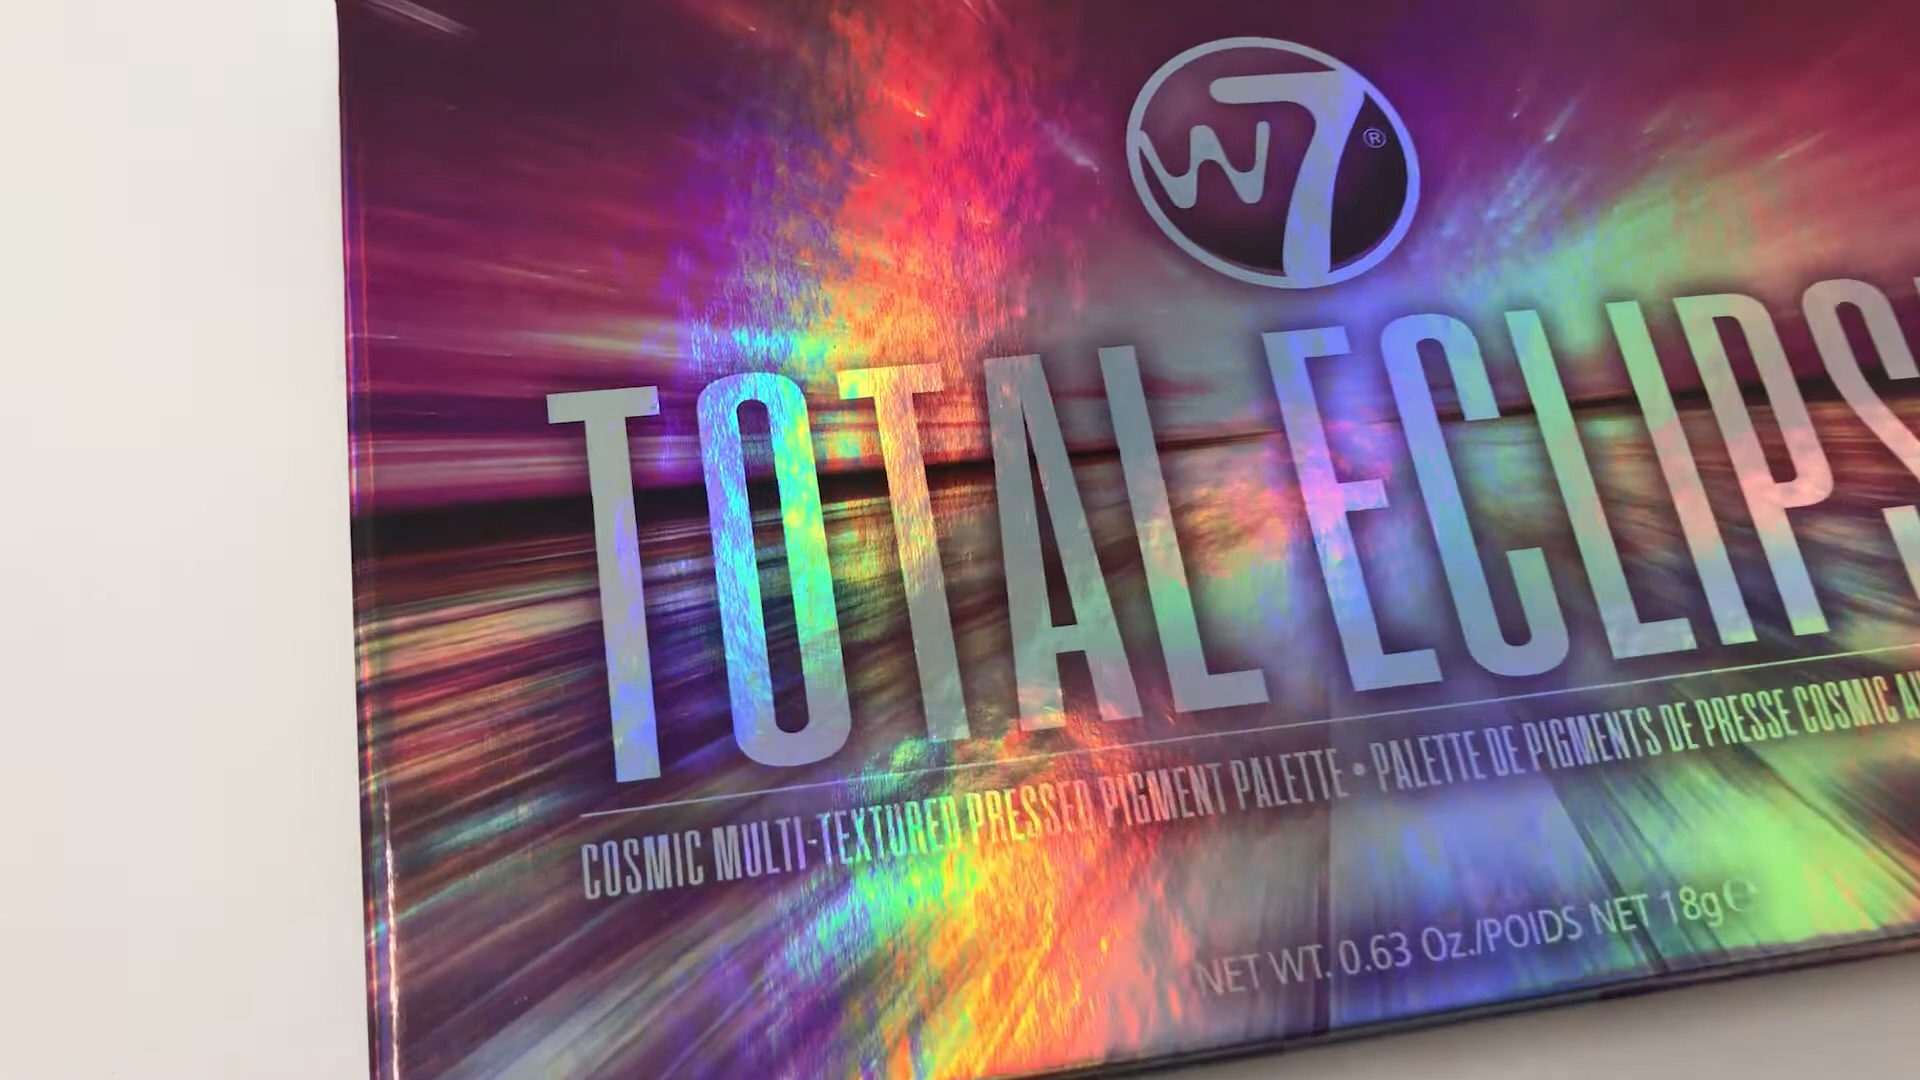 W7®
TOTAL ECLIPS
COSMIC MULTI-TEXTURED PRESSED PIGMENT PALETTE • PALETTE DE PIGMENTS DE PRESSE COSMIC
NET WT. 0.63 Oz./POIDS NET 18g℮